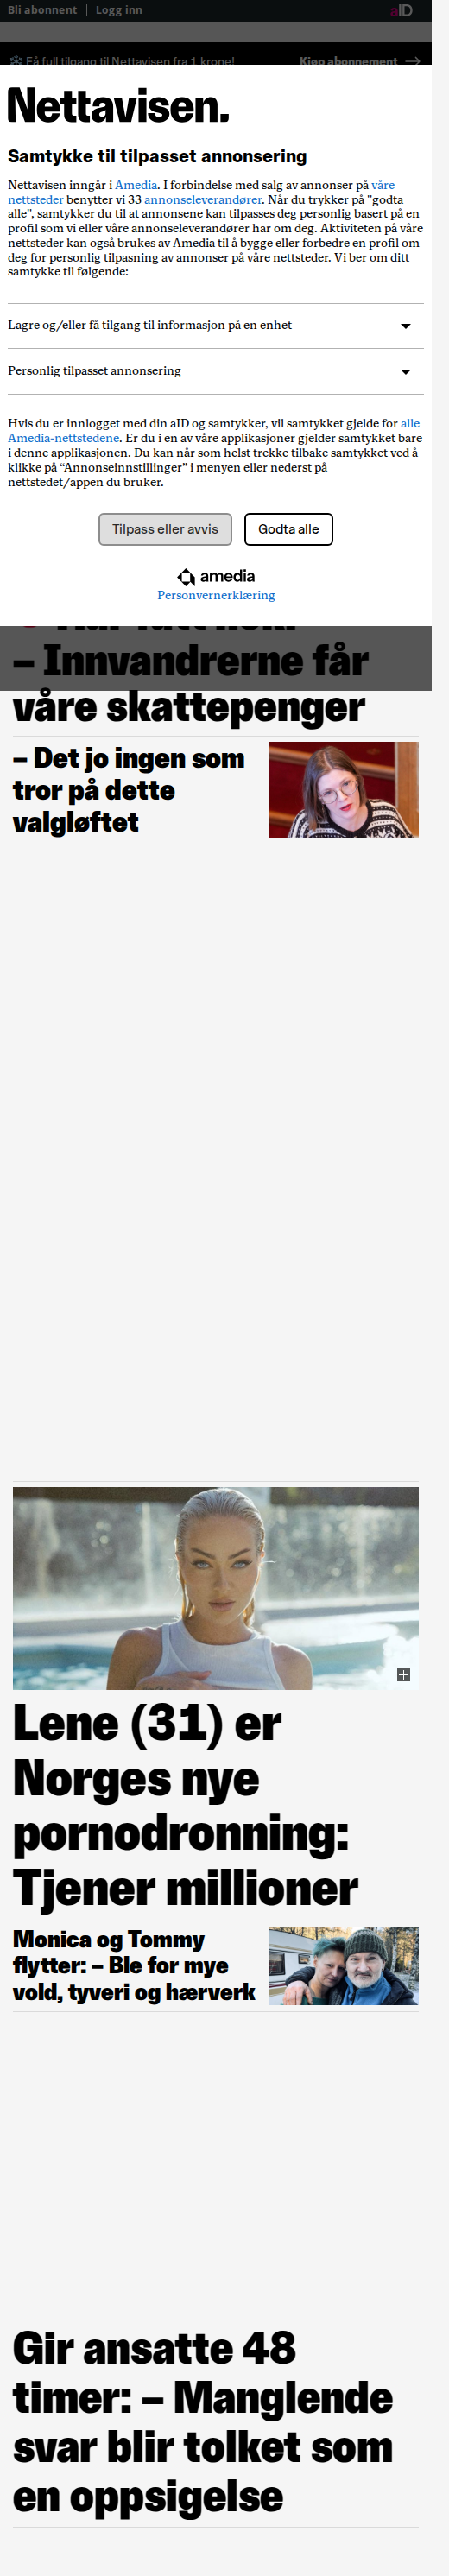 Bli abonnent | Logg inn
aID
Få full tilgang til Nettavisen fra 1 krone!
Kjøp abonnement
Nettavisen.
Samtykke til tilpasset annonsering
Nettavisen inngår i Amedia. I forbindelse med salg av annonser på våre
nettsteder benytter vi 33 annonseleverandører. Når du trykker på "godta
alle", samtykker du til at annonsene kan tilpasses deg personlig basert på en
profil som vi eller våre annonseleverandører har om deg. Aktiviteten på våre
nettsteder kan også brukes av Amedia til å bygge eller forbedre en profil om
deg for personlig tilpasning av annonser på våre nettsteder. Vi ber om ditt
samtykke til følgende:
Lagre og/eller få tilgang til informasjon på en enhet
Personlig tilpasset annonsering
Hvis du er innlogget med din aID og samtykker, vil samtykket gjelde for alle
Amedia-nettstedene. Er du i en av våre applikasjoner gjelder samtykket bare
i denne applikasjonen. Du kan når som helst trekke tilbake samtykket ved å
klikke på “Annonseinnstillinger” i menyen eller nederst på
nettstedet/appen du bruker.
Tilpass eller avvis
Godta alle
amedia
Personvernerklæring
– Innvandrerne får
våre skattepenger
– Det jo ingen som
tror på dette
valgløftet
Lene (31) er
Norges nye
pornodronning:
Tjener millioner
Monica og Tommy
flytter: – Ble for mye
vold, tyveri og hærverk
Gir ansatte 48
timer: – Manglende
svar blir tolket som
en oppsigelse